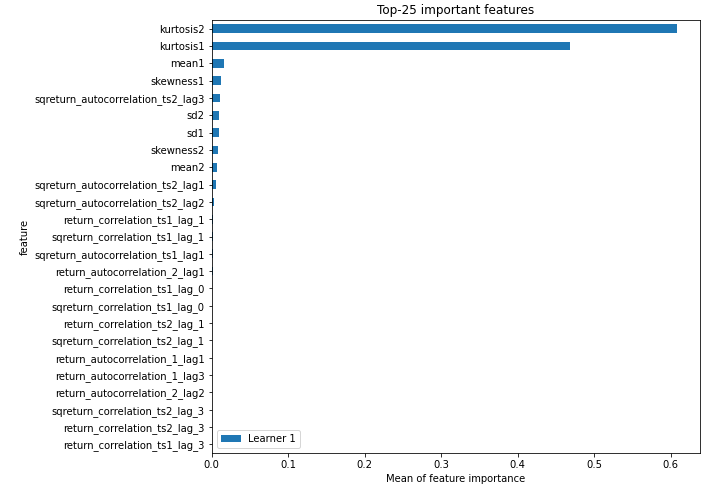 Top-25 important features
kurtosis2
kurtosis1
mean1
skewness1
sqreturn_autocorrelation_ts2_lag3
sd2
sd1
skewness2
mean2
sqreturn_autocorrelation_ts2_lag1
sqreturn_autocorrelation_ts2_lag2
return_correlation_ts1_lag_1
sqreturn_correlation_ts1_lag_1
sqreturn_autocorrelation_ts1_lag1
return_autocorrelation_2_lag1
return_correlation_ts1_lag_0
sqreturn_correlation_ts1_lag_0
return_correlation_ts2_lag_1
sqreturn_correlation_ts2_lag_1
return_autocorrelation_1_lag1
return_autocorrelation_1_lag3
return_autocorrelation_2_lag2
sqreturn_correlation_ts2_lag_3
return_correlation_ts2_lag_3
return_correlation_ts1_lag_3
feature
Learner 1
0.0 0.1 0.2 0.3 0.4 0.5 0.6
Mean of feature importance